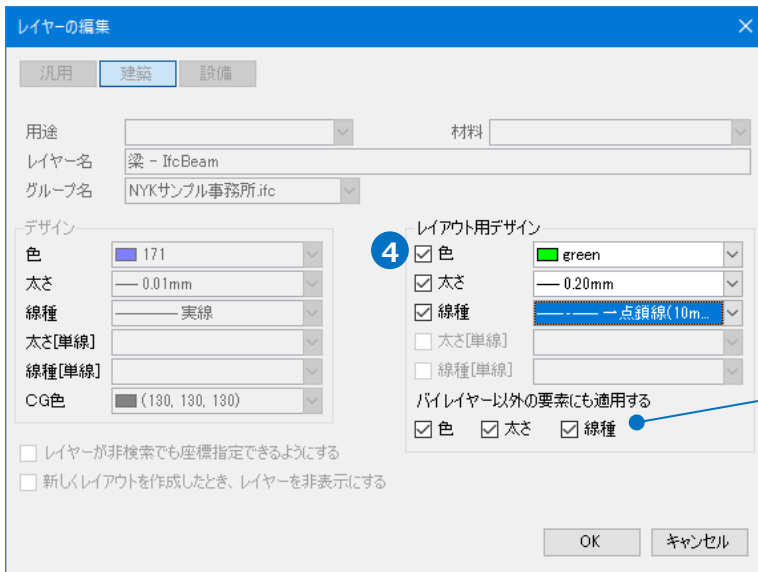 レイヤーの編集
汎用 建築 設備
用途 材料
レイヤー名 梁 - IfcBeam
グループ名 NYKサンプル事務所.ifc
デザイン
色 171
太さ 0.01mm
線種 実線
太さ[単線]
線種[単線]
CG色 (130, 130, 130)
レイヤーが非検索でも座標指定できるようにする
新しくレイアウトを作成したとき、レイヤーを非表示にする
レイアウト用デザイン
4 色 green
太さ 0.20mm
線種 一点鎖線(10m...
太さ[単線]
線種[単線]
バイレイヤー以外の要素にも適用する
色 太さ 線種
OK キャンセル